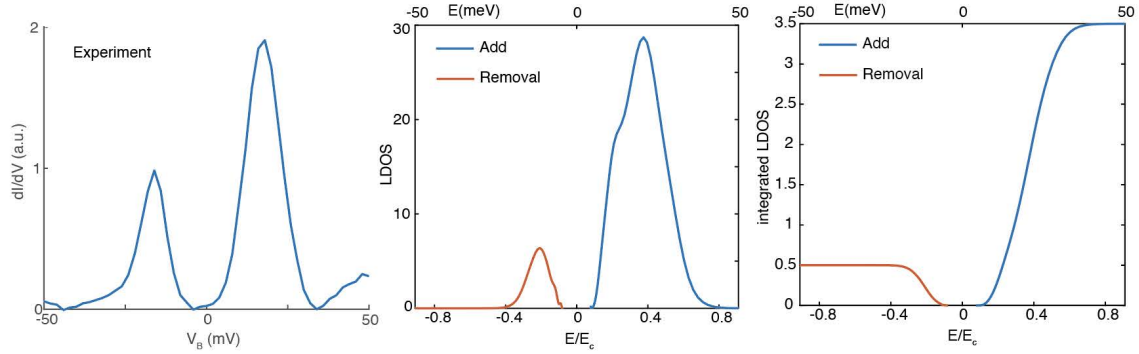 Experiment
2
1
0
dI/dV (a.u.)
-50
0
50
V_B (mV)
-50
E(meV)
0
50
Add
Removal
30
20
10
0
LDOS
-0.8
-0.4
0
0.4
0.8
E/E_c
-50
E(meV)
0
50
Add
Removal
3.5
3
2.5
2
1.5
1
0.5
0
integrated LDOS
-0.8
-0.4
0
0.4
0.8
E/E_c